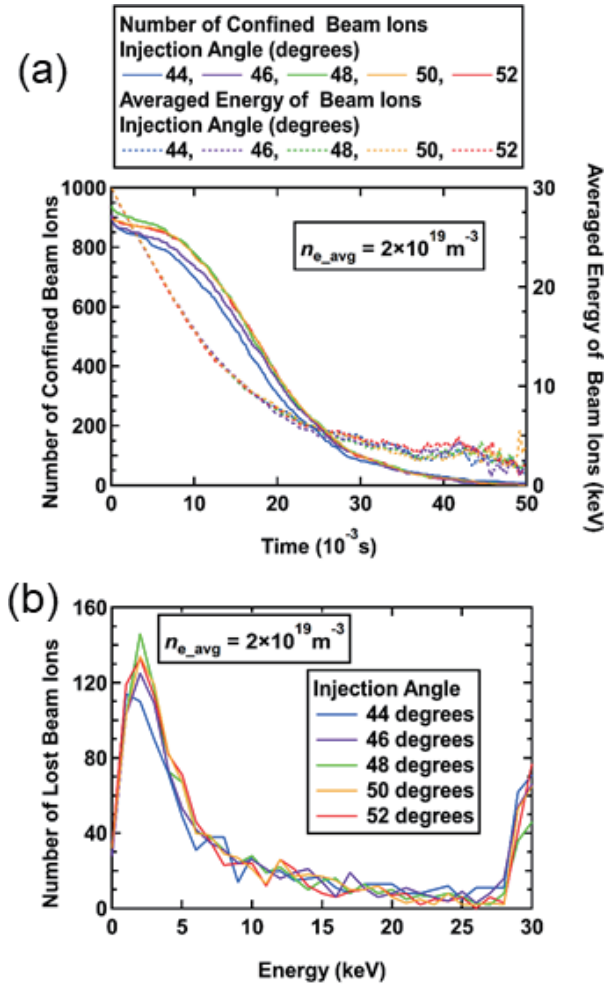 (a)
Number of Confined Beam Ions
Injection Angle (degrees)
44, 46, 48, 50, 52
Averaged Energy of Beam Ions
Injection Angle (degrees)
44, 46, 48, 50, 52
1000
800
600
400
200
0
Number of Confined Beam Ions
n_e_avg = 2×10^19 m^-3
30
20
10
0
Averaged Energy of Beam Ions (keV)
0 10 20 30 40 50
Time (10^-3 s)
(b)
160
120
80
40
0
Number of Lost Beam Ions
n_e_avg = 2×10^19 m^-3
Injection Angle
44 degrees
46 degrees
48 degrees
50 degrees
52 degrees
0 5 10 15 20 25 30
Energy (keV)